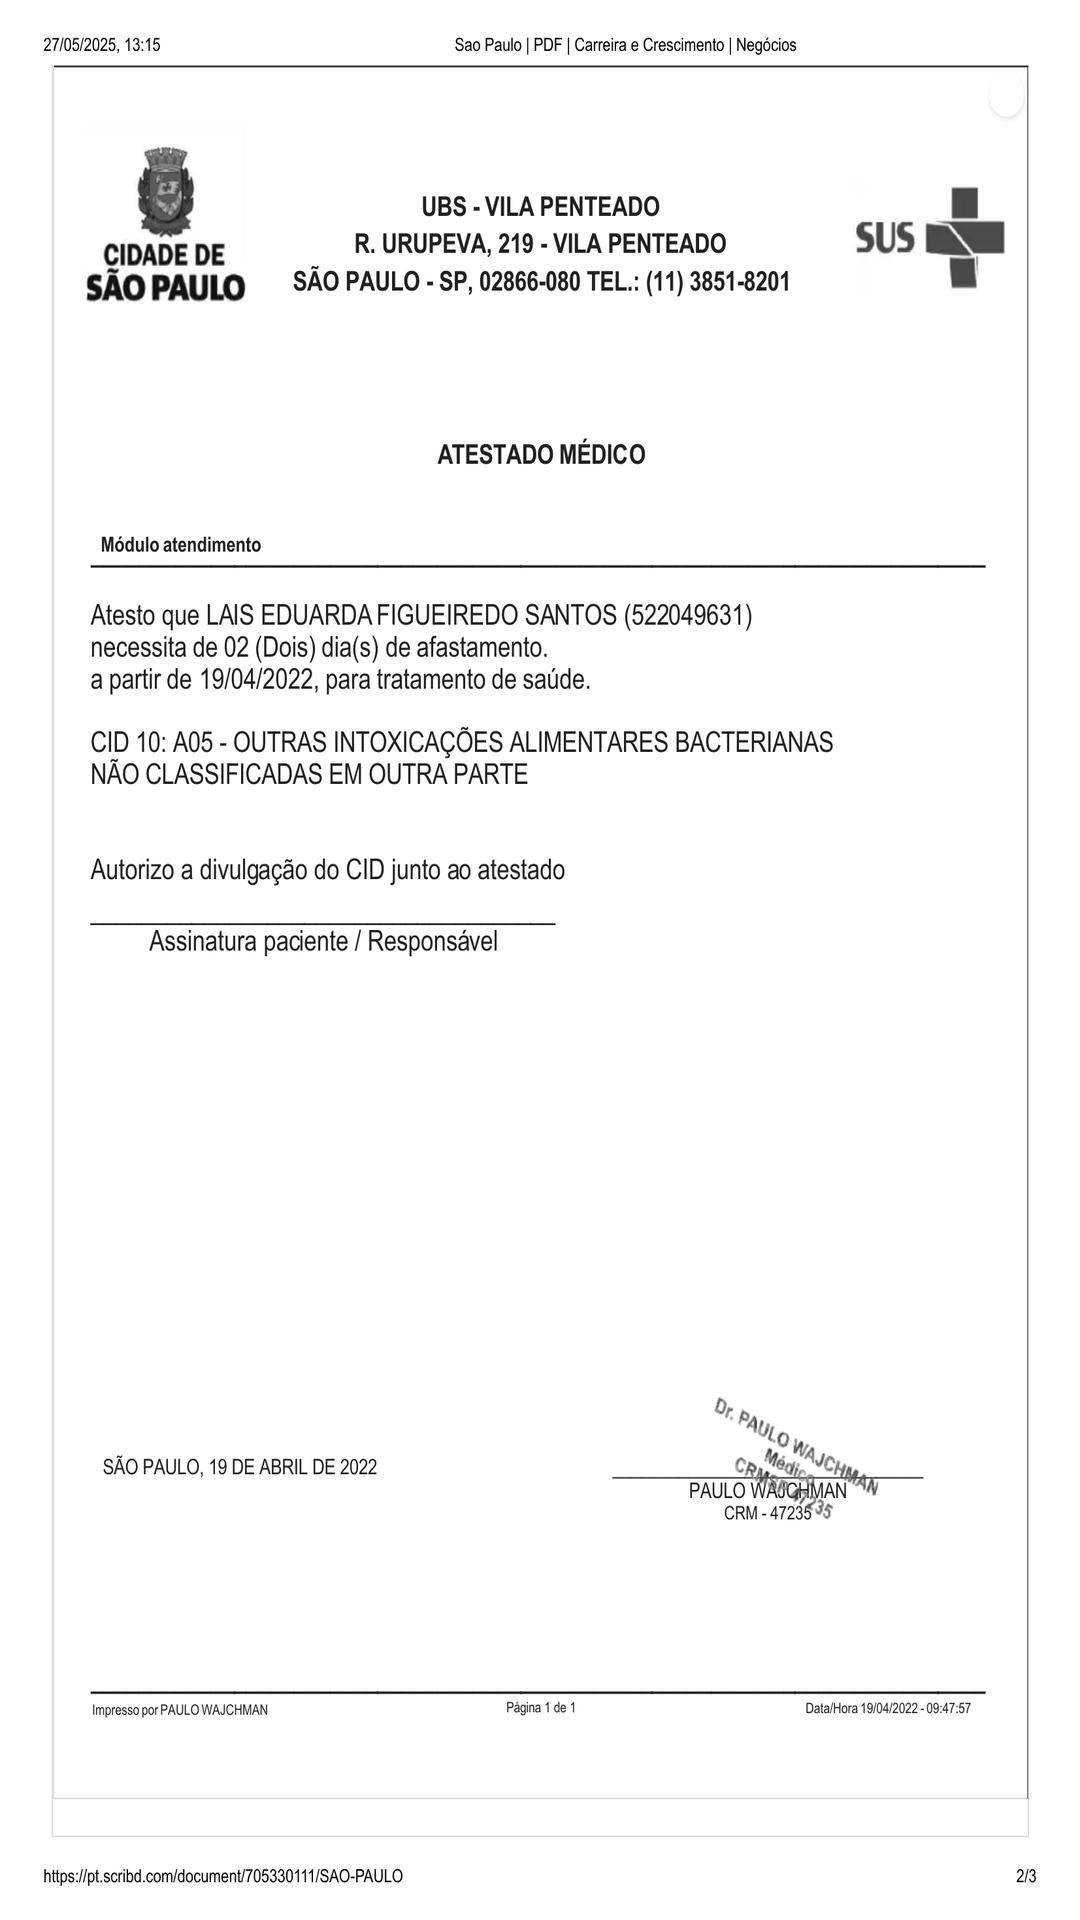 27/05/2025, 13:15 Sao Paulo | PDF | Carreira e Crescimento | Negócios
CIDADE DE
SÃO PAULO
UBS - VILA PENTEADO
R. URUPEVA, 219 - VILA PENTEADO
SÃO PAULO - SP, 02866-080 TEL.: (11) 3851-8201
SUS
ATESTADO MÉDICO
Módulo atendimento
Atesto que LAIS EDUARDA FIGUEIREDO SANTOS (522049631)
necessita de 02 (Dois) dia(s) de afastamento.
a partir de 19/04/2022, para tratamento de saúde.
CID 10: A05 - OUTRAS INTOXICAÇÕES ALIMENTARES BACTERIANAS
NÃO CLASSIFICADAS EM OUTRA PARTE
Autorizo a divulgação do CID junto ao atestado
Assinatura paciente / Responsável
SÃO PAULO, 19 DE ABRIL DE 2022
Dr. PAULO WAJCHMAN
Médico
CRMSP 47235
PAULO WAJCHMAN
CRM - 47235
Impresso por PAULO WAJCHMAN Página 1 de 1 Data/Hora 19/04/2022 - 09:47:57
https://pt.scribd.com/document/705330111/SAO-PAULO 2/3